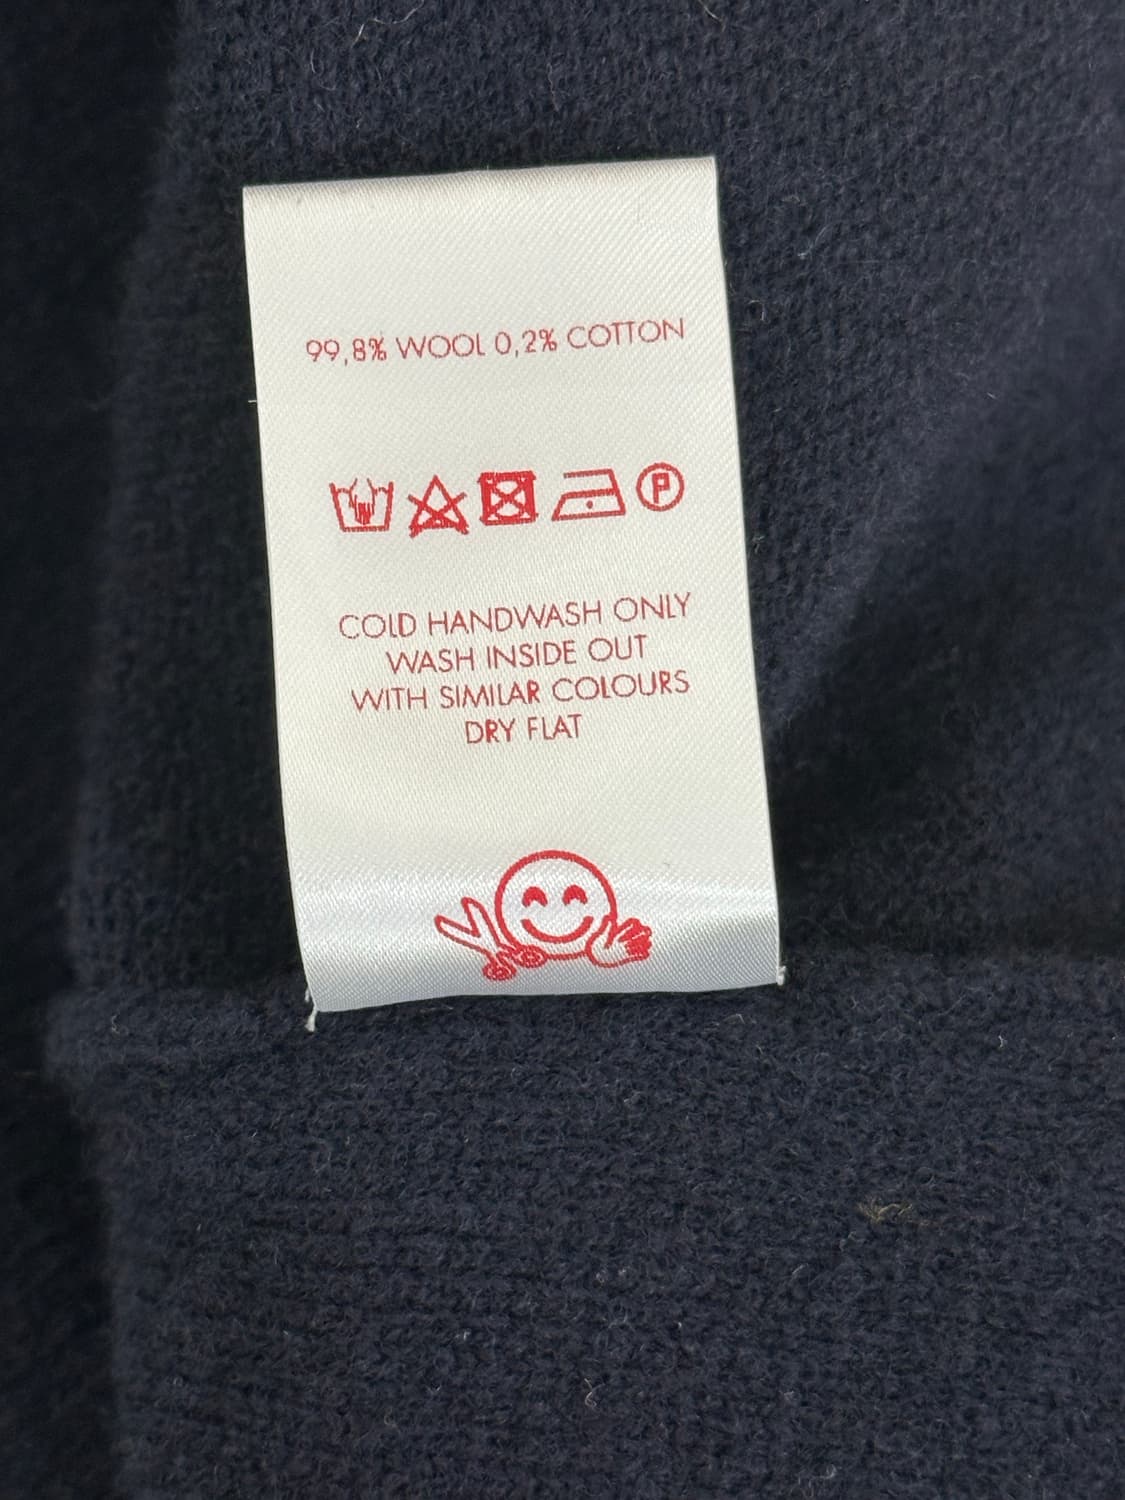 99,8% WOOL 0,2% COTTON
P
COLD HANDWASH ONLY
WASH INSIDE OUT
WITH SIMILAR COLOURS
DRY FLAT